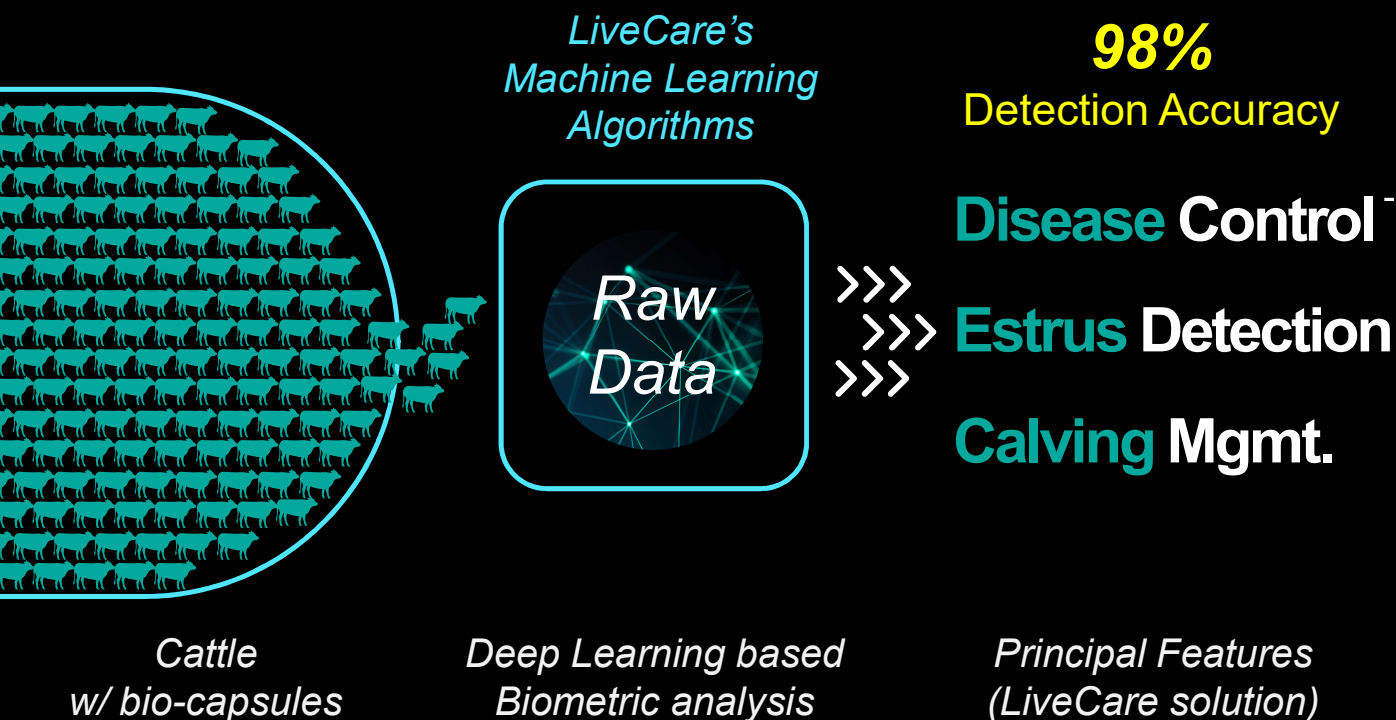 LiveCare's
Machine Learning
Algorithms
98%
Detection Accuracy
Raw
Data
>>>
>>>
>>>
Disease Control -
Estrus Detection
Calving Mgmt.
Cattle
w/ bio-capsules
Deep Learning based
Biometric analysis
Principal Features
(LiveCare solution)